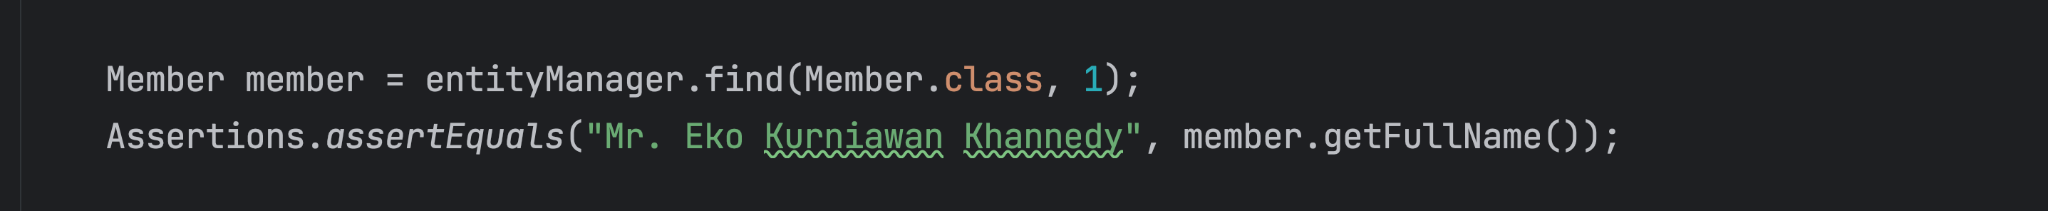 Member member = entityManager.find(Member.class, 1);
Assertions.assertEquals("Mr. Eko Kurniawan Khannedy", member.getFullName());